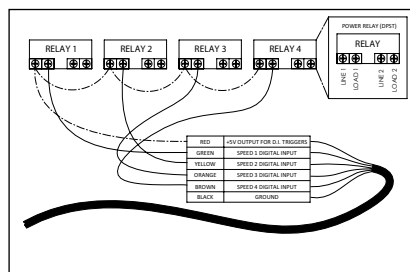 POWER RELAY (DPST)
RELAY 1
RELAY 2
RELAY 3
RELAY 4
RELAY
LINE 1
LOAD 1
LINE 2
LOAD 2
RED +5V OUTPUT FOR D.I. TRIGGERS
GREEN SPEED 1 DIGITAL INPUT
YELLOW SPEED 2 DIGITAL INPUT
ORANGE SPEED 3 DIGITAL INPUT
BROWN SPEED 4 DIGITAL INPUT
BLACK GROUND